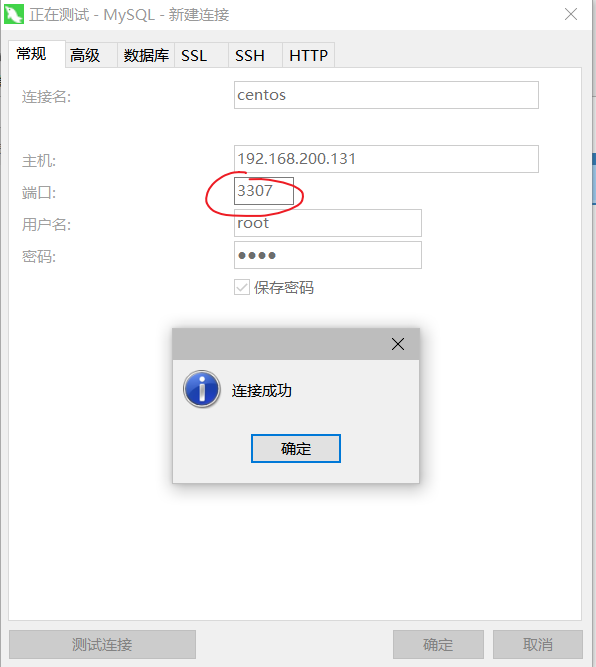 正在测试 - MySQL - 新建连接
常规 高级 数据库 SSL SSH HTTP
连接名: centos
主机: 192.168.200.131
端口: 3307
用户名: root
密码: ●●●●
保存密码
连接成功
确定
测试连接 确定 取消